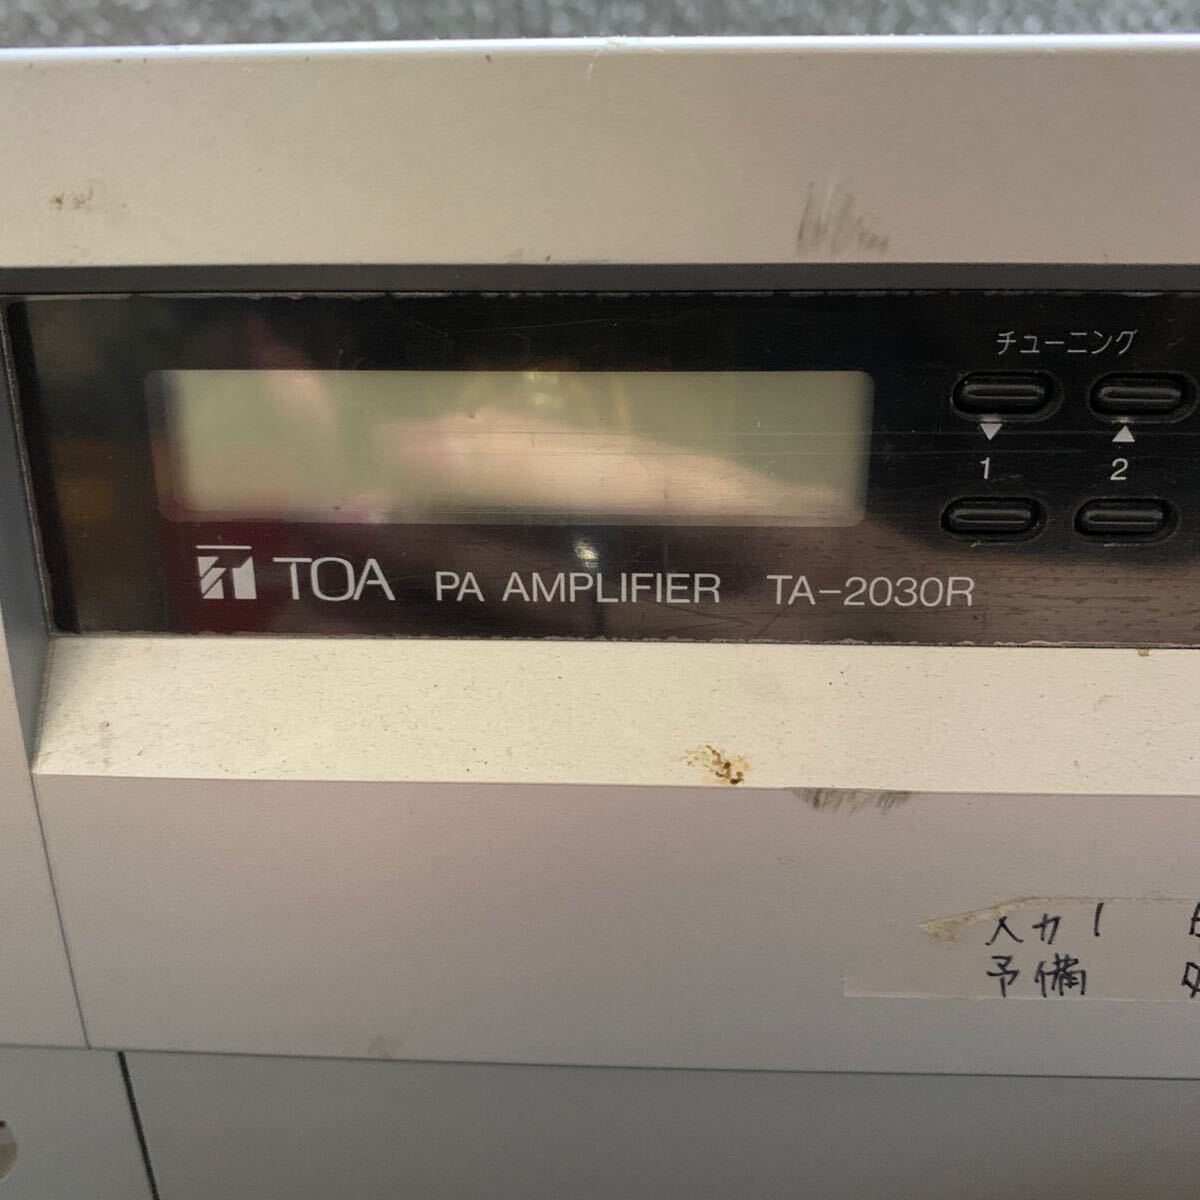 チューニング
▼ ▲
1 2
TOA PA AMPLIFIER TA-2030R
入力1
予備